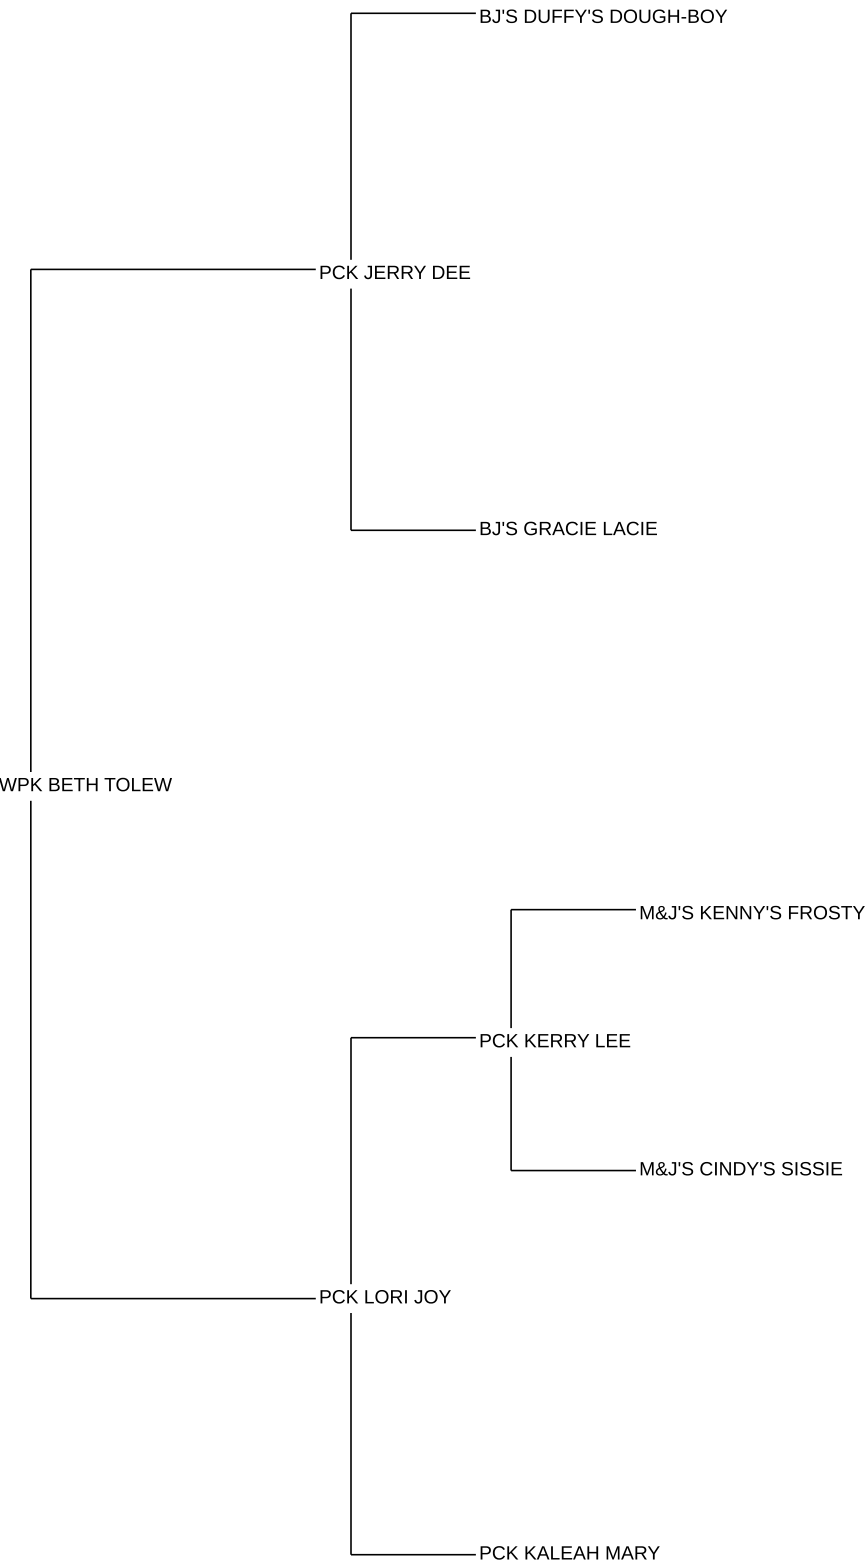 BJ'S DUFFY'S DOUGH-BOY
PCK JERRY DEE
BJ'S GRACIE LACIE
WPK BETH TOLEW
M&J'S KENNY'S FROSTY
PCK KERRY LEE
M&J'S CINDY'S SISSIE
PCK LORI JOY
PCK KALEAH MARY